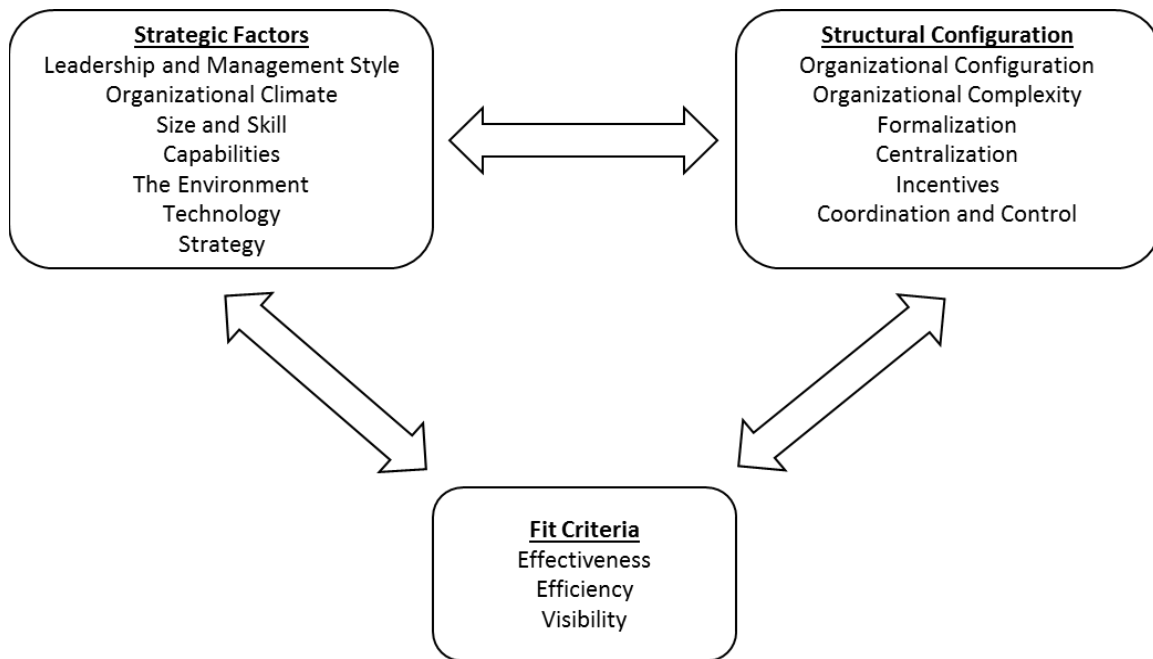 Strategic Factors
Leadership and Management Style
Organizational Climate
Size and Skill
Capabilities
The Environment
Technology
Strategy
Structural Configuration
Organizational Configuration
Organizational Complexity
Formalization
Centralization
Incentives
Coordination and Control
Fit Criteria
Effectiveness
Efficiency
Visibility